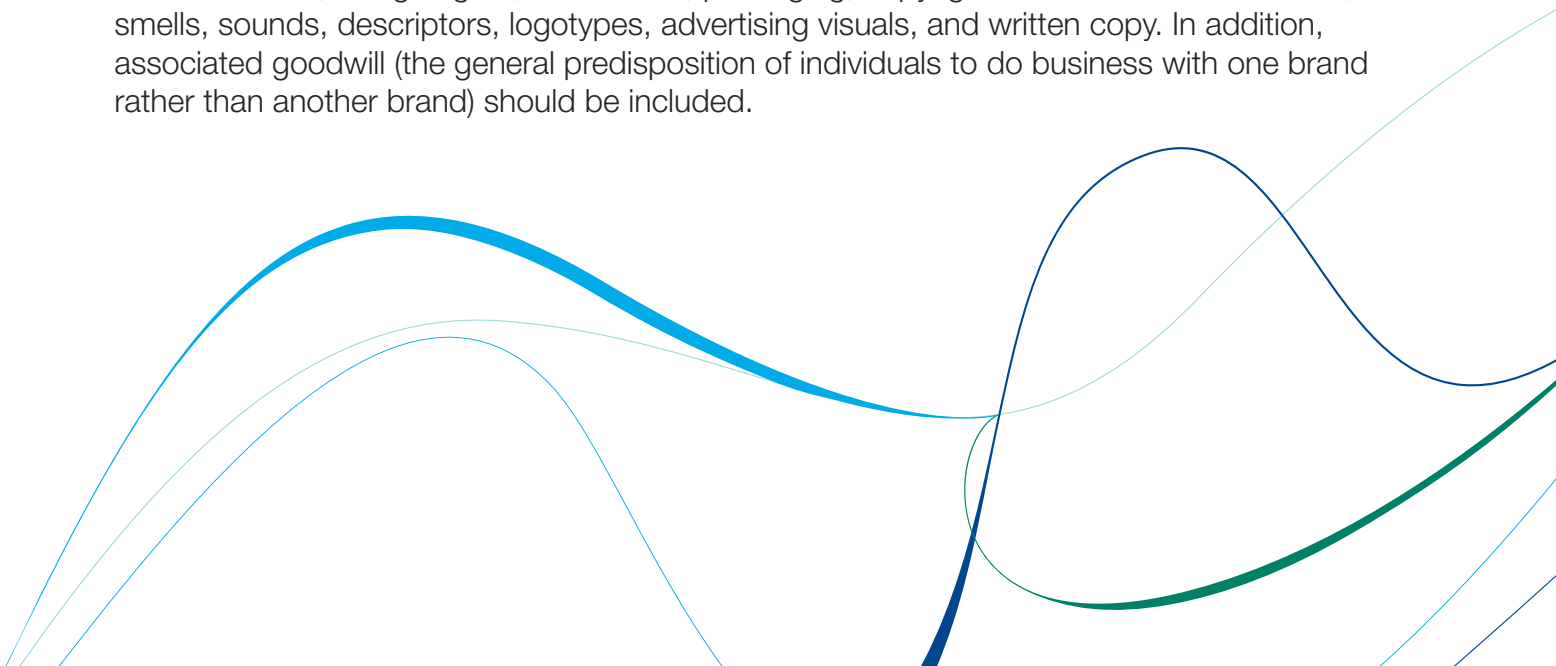 smells, sounds, descriptors, logotypes, advertising visuals, and written copy. In addition,
associated goodwill (the general predisposition of individuals to do business with one brand
rather than another brand) should be included.